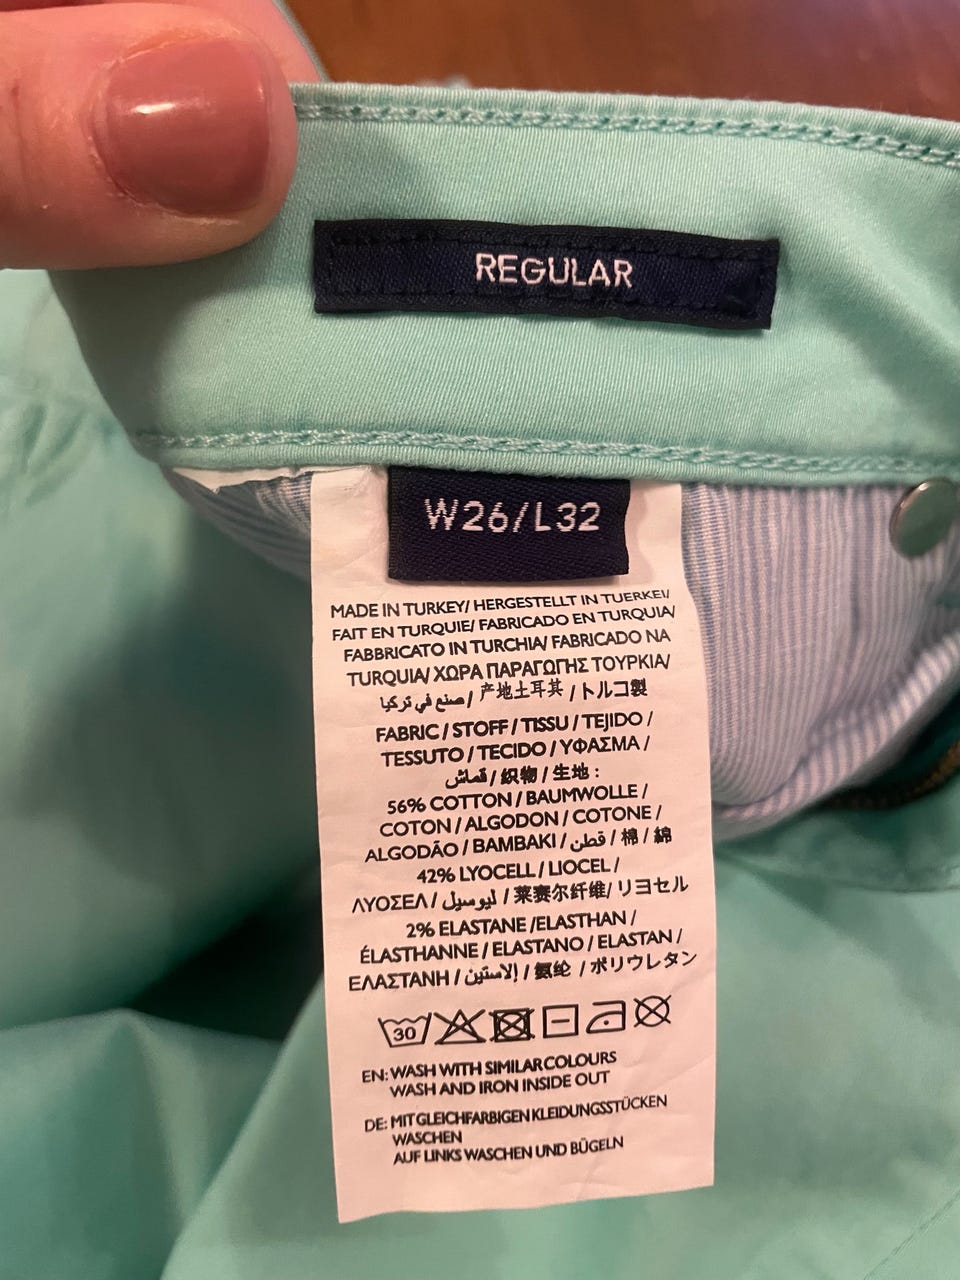 REGULAR
W26/L32
MADE IN TURKEY/ HERGESTELLT IN TUERKEI/
FAIT EN TURQUIE/ FABRICADO EN TURQUIA/
FABBRICATO IN TURCHIA/ FABRICADO NA
TURQUIA/ ΧΩΡΑ ΠΑΡΑΓΩΓΗΣ ΤΟΥΡΚΙΑ/
صنع في تركيا / 产地土耳其 / トルコ製
FABRIC / STOFF / TISSU / TEJIDO /
TESSUTO / TECIDO / ΥΦΑΣΜΑ /
قماش / 织物 / 生地 :
56% COTTON / BAUMWOLLE /
COTON / ALGODON / COTONE /
ALGODÃO / BAMBAKI / قطن / 棉 / 綿
42% LYOCELL / LIOCEL /
ΛΥΟΣΕΛ / ليوسيل / 莱赛尔纤维/ リヨセル
2% ELASTANE /ELASTHAN /
ÉLASTHANNE / ELASTANO / ELASTAN /
ΕΛΑΣΤΑΝΗ / إلاستين / 氨纶 / ポリウレタン
30
EN: WASH WITH SIMILAR COLOURS
WASH AND IRON INSIDE OUT
DE: MIT GLEICHFARBIGEN KLEIDUNGSSTÜCKEN
WASCHEN
AUF LINKS WASCHEN UND BÜGELN